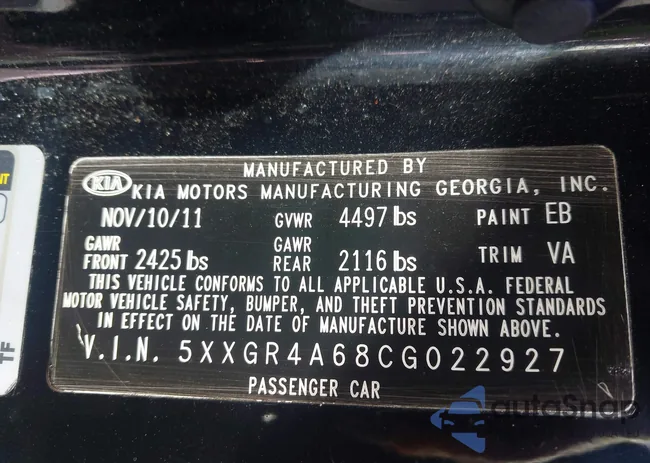 MANUFACTURED BY
KIA KIA MOTORS MANUFACTURING GEORGIA, INC.
NOV/10/11 GVWR 4497 lbs PAINT EB
GAWR FRONT 2425 lbs GAWR REAR 2116 lbs TRIM VA
THIS VEHICLE CONFORMS TO ALL APPLICABLE U.S.A. FEDERAL
MOTOR VEHICLE SAFETY, BUMPER, AND THEFT PREVENTION STANDARDS
IN EFFECT ON THE DATE OF MANUFACTURE SHOWN ABOVE.
V.I.N. 5XXGR4A68CG022927
PASSENGER CAR
autoSnap
TF